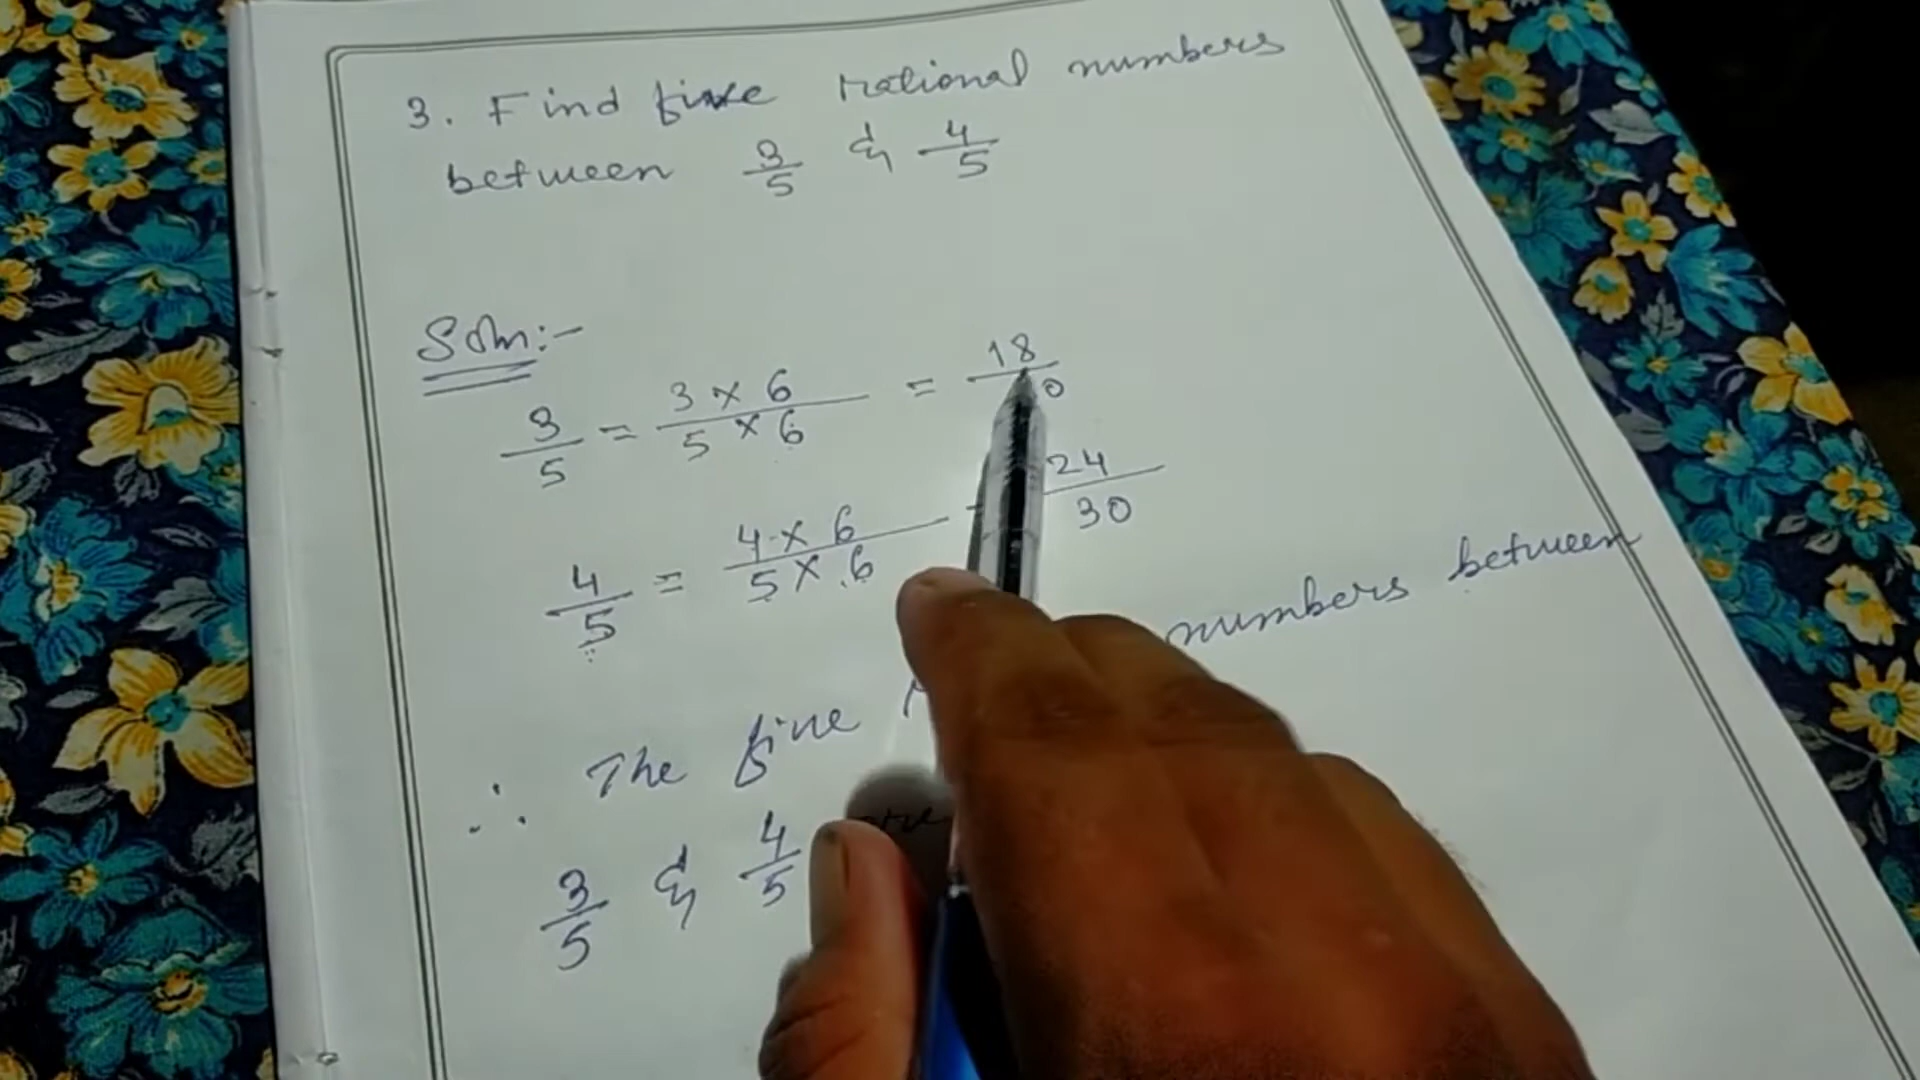 3. Find five rational numbers
between 3/5 & 4/5
Soln:-
3/5 = 3 × 6 / 5 × 6 = 18 / 0
4/5 = 4 × 6 / 5 × 6 = 24/30
∴ The five numbers between
3/5 & 4/5